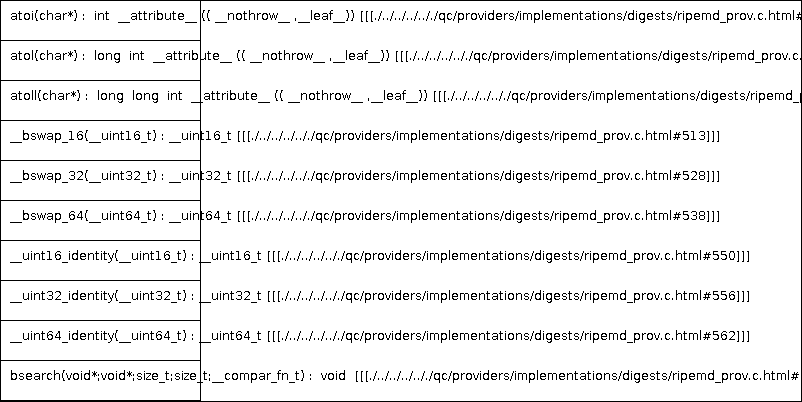 atoi(char*) : int __attribute__ (( __nothrow__ ,__leaf__)) [[[./../../../../qc/providers/implementations/digests/ripemd_prov.c.html#
atol(char*) : long int __attribute__ (( __nothrow__ ,__leaf__)) [[[./../../../../qc/providers/implementations/digests/ripemd_prov.c.
atoll(char*) : long long int __attribute__ (( __nothrow__ ,__leaf__)) [[[./../../../../qc/providers/implementations/digests/ripemd_p
__bswap_16(__uint16_t) : __uint16_t [[[./../../../../qc/providers/implementations/digests/ripemd_prov.c.html#513]]]
__bswap_32(__uint32_t) : __uint32_t [[[./../../../../qc/providers/implementations/digests/ripemd_prov.c.html#528]]]
__bswap_64(__uint64_t) : __uint64_t [[[./../../../../qc/providers/implementations/digests/ripemd_prov.c.html#538]]]
__uint16_identity(__uint16_t) : __uint16_t [[[./../../../../qc/providers/implementations/digests/ripemd_prov.c.html#550]]]
__uint32_identity(__uint32_t) : __uint32_t [[[./../../../../qc/providers/implementations/digests/ripemd_prov.c.html#556]]]
__uint64_identity(__uint64_t) : __uint64_t [[[./../../../../qc/providers/implementations/digests/ripemd_prov.c.html#562]]]
bsearch(void*;void*;size_t;size_t;__compar_fn_t) : void [[[./../../../../qc/providers/implementations/digests/ripemd_prov.c.html#